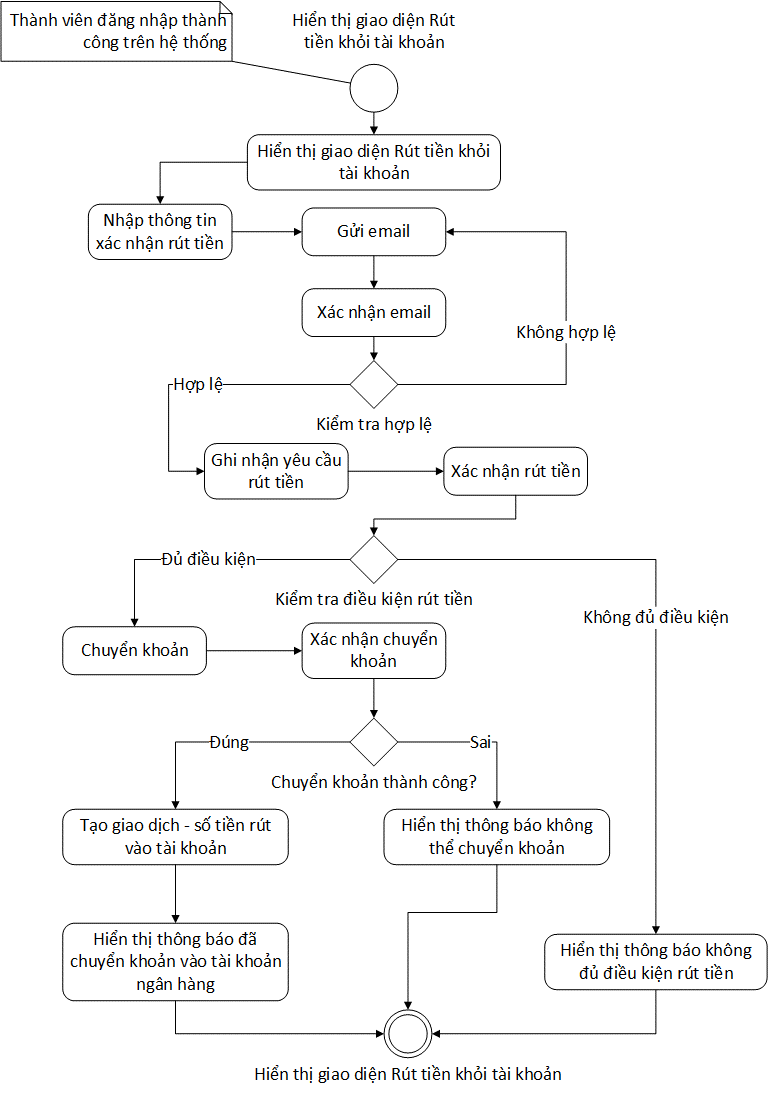 Thành viên đăng nhập thành
công trên hệ thống
Hiển thị giao diện Rút
tiền khỏi tài khoản
Hiển thị giao diện Rút tiền khỏi
tài khoản
Nhập thông tin
xác nhận rút tiền
Gửi email
Xác nhận email
Không hợp lệ
Hợp lệ
Kiểm tra hợp lệ
Ghi nhận yêu cầu
rút tiền
Xác nhận rút tiền
Đủ điều kiện
Kiểm tra điều kiện rút tiền
Không đủ điều kiện
Chuyển khoản
Xác nhận chuyển
khoản
Đúng
Sai
Chuyển khoản thành công?
Tạo giao dịch - số tiền rút
vào tài khoản
Hiển thị thông báo không
thể chuyển khoản
Hiển thị thông báo đã
chuyển khoản vào tài khoản
ngân hàng
Hiển thị thông báo không
đủ điều kiện rút tiền
Hiển thị giao diện Rút tiền khỏi tài khoản